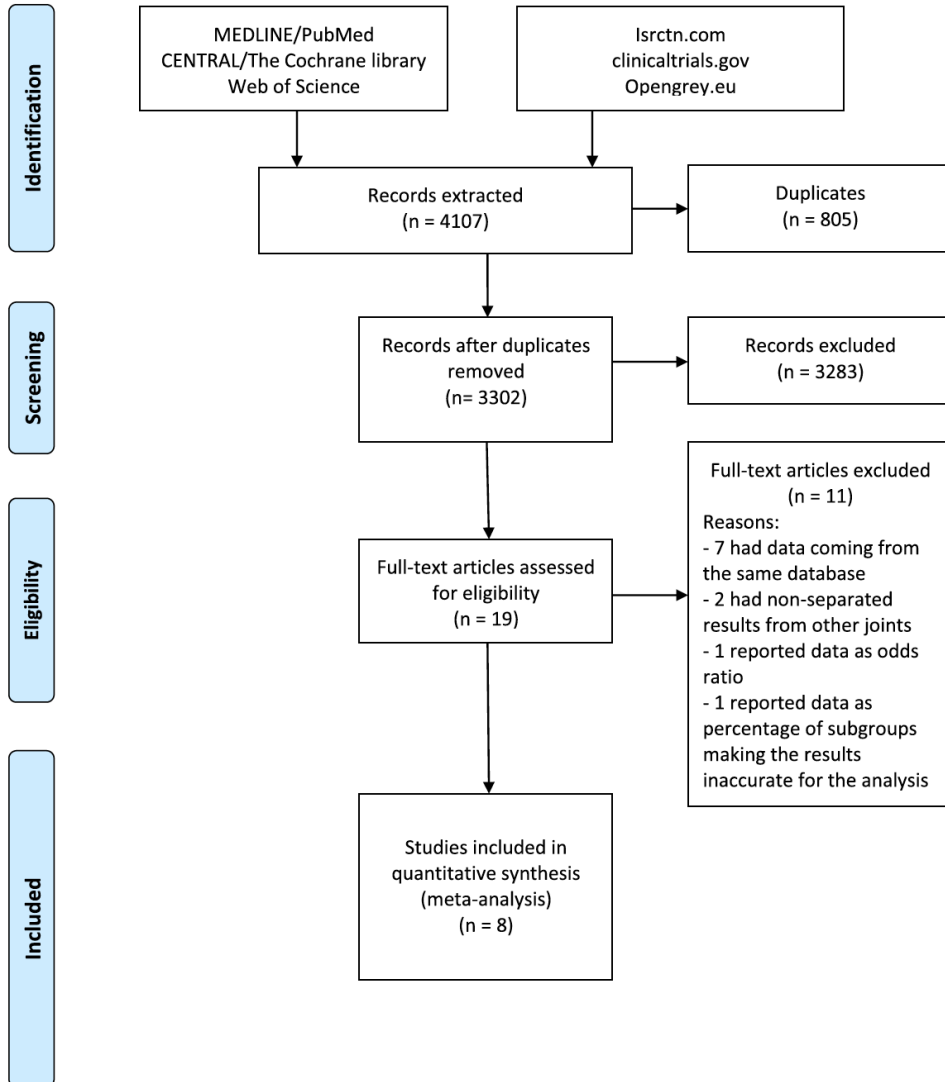 MEDLINE/PubMed
CENTRAL/The Cochrane library
Web of Science
Isrctn.com
clinicaltrials.gov
Opengrey.eu
Identification
Records extracted
(n = 4107)
Duplicates
(n = 805)
Screening
Records after duplicates
removed
(n= 3302)
Records excluded
(n = 3283)
Eligibility
Full-text articles assessed
for eligibility
(n = 19)
Full-text articles excluded
(n = 11)
Reasons:
- 7 had data coming from
the same database
- 2 had non-separated
results from other joints
- 1 reported data as odds
ratio
- 1 reported data as
percentage of subgroups
making the results
inaccurate for the analysis
Included
Studies included in
quantitative synthesis
(meta-analysis)
(n = 8)